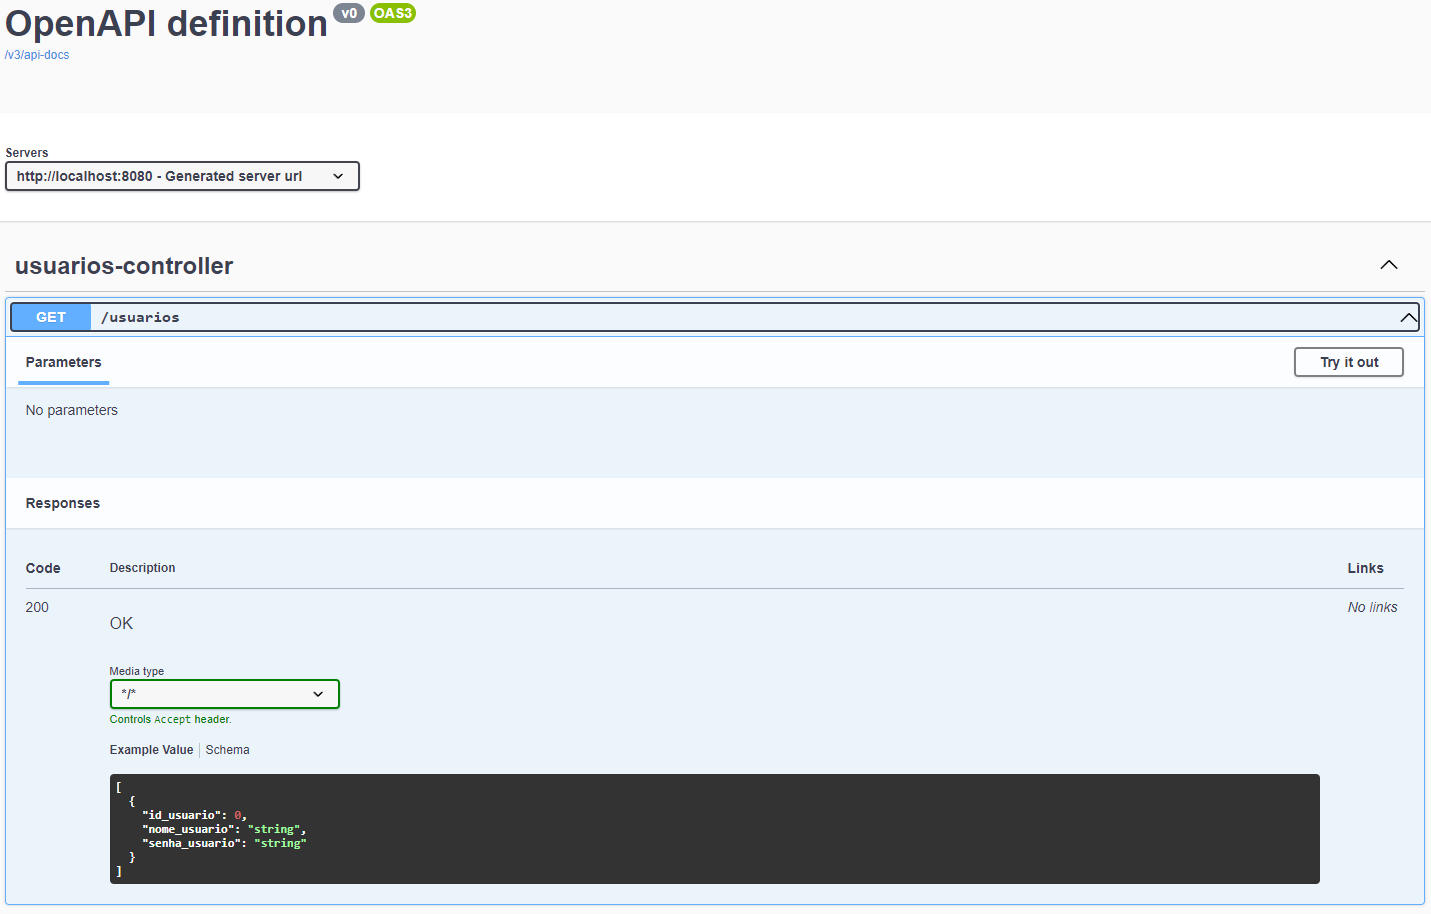 OpenAPI definition v0 OAS3
/v3/api-docs
Servers
http://localhost:8080 - Generated server url
usuarios-controller
GET /usuarios
Parameters Try it out
No parameters
Responses
Code Description Links
200 No links
OK
Media type
*/*
Controls Accept header.
Example Value Schema
[
  {
    "id_usuario": 0,
    "nome_usuario": "string",
    "senha_usuario": "string"
  }
]